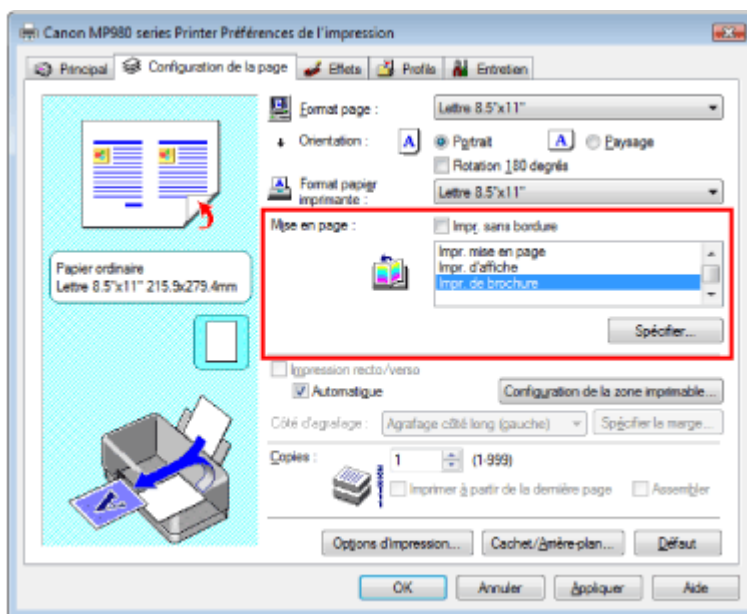 Canon MP980 series Printer Préférences de l'impression
Principal Configuration de la page Effets Profils Entretien
Format page : Lettre 8.5"x11"
Orientation : A Portrait A Paysage
Rotation 180 degrés
Format papier imprimante : Lettre 8.5"x11"
Mise en page : Impr. sans bordure
Impr. mise en page
Impr. d'affiche
Impr. de brochure
Spécifier...
Papier ordinaire
Lettre 8.5"x11" 215.9x279.4mm
Impression recto/verso
Automatique Configuration de la zone imprimable...
Côté d'agrafage : Agrafage côté long (gauche) Spécifier la marge...
Copies : 1 (1-999)
Imprimer à partir de la dernière page Assembler
Options d'impression... Cachet/Arrière-plan... Défaut
OK Annuler Appliquer Aide